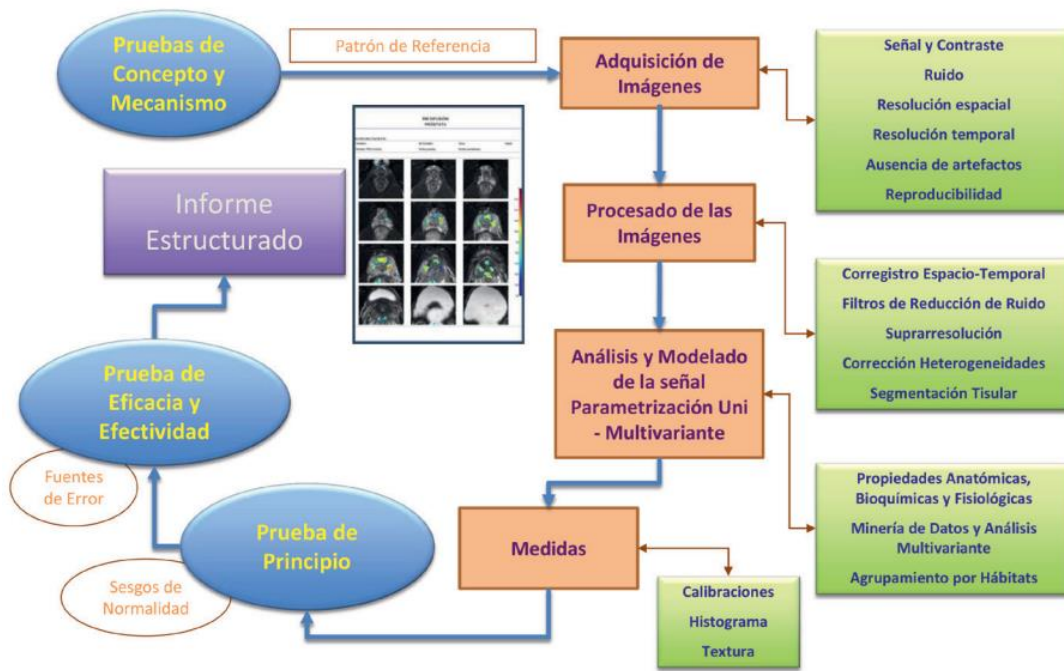 Pruebas de
Concepto y
Mecanismo
Patrón de Referencia
Adquisición de
Imágenes
Señal y Contraste
Ruido
Resolución espacial
Resolución temporal
Ausencia de artefactos
Reproducibilidad
Informe
Estructurado
Procesado de las
Imágenes
Corregistro Espacio-Temporal
Filtros de Reducción de Ruido
Suprarresolución
Corrección Heterogeneidades
Segmentación Tisular
Análisis y Modelado
de la señal
Parametrización Uni
- Multivariante
Prueba de
Eficacia y
Efectividad
Fuentes
de Error
Propiedades Anatómicas,
Bioquímicas y Fisiológicas
Minería de Datos y Análisis
Multivariante
Agrupamiento por Hábitats
Prueba de
Principio
Sesgos de
Normalidad
Medidas
Calibraciones
Histograma
Textura